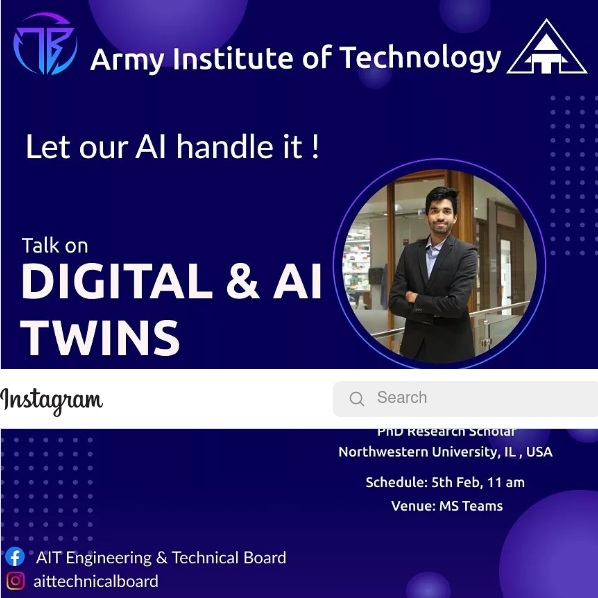 Army Institute of Technology
Let our AI handle it !
Talk on
DIGITAL & AI
TWINS
Instagram
Search
PhD Research Scholar
Northwestern University, IL , USA
Schedule: 5th Feb, 11 am
Venue: MS Teams
AIT Engineering & Technical Board
aittechnicalboard